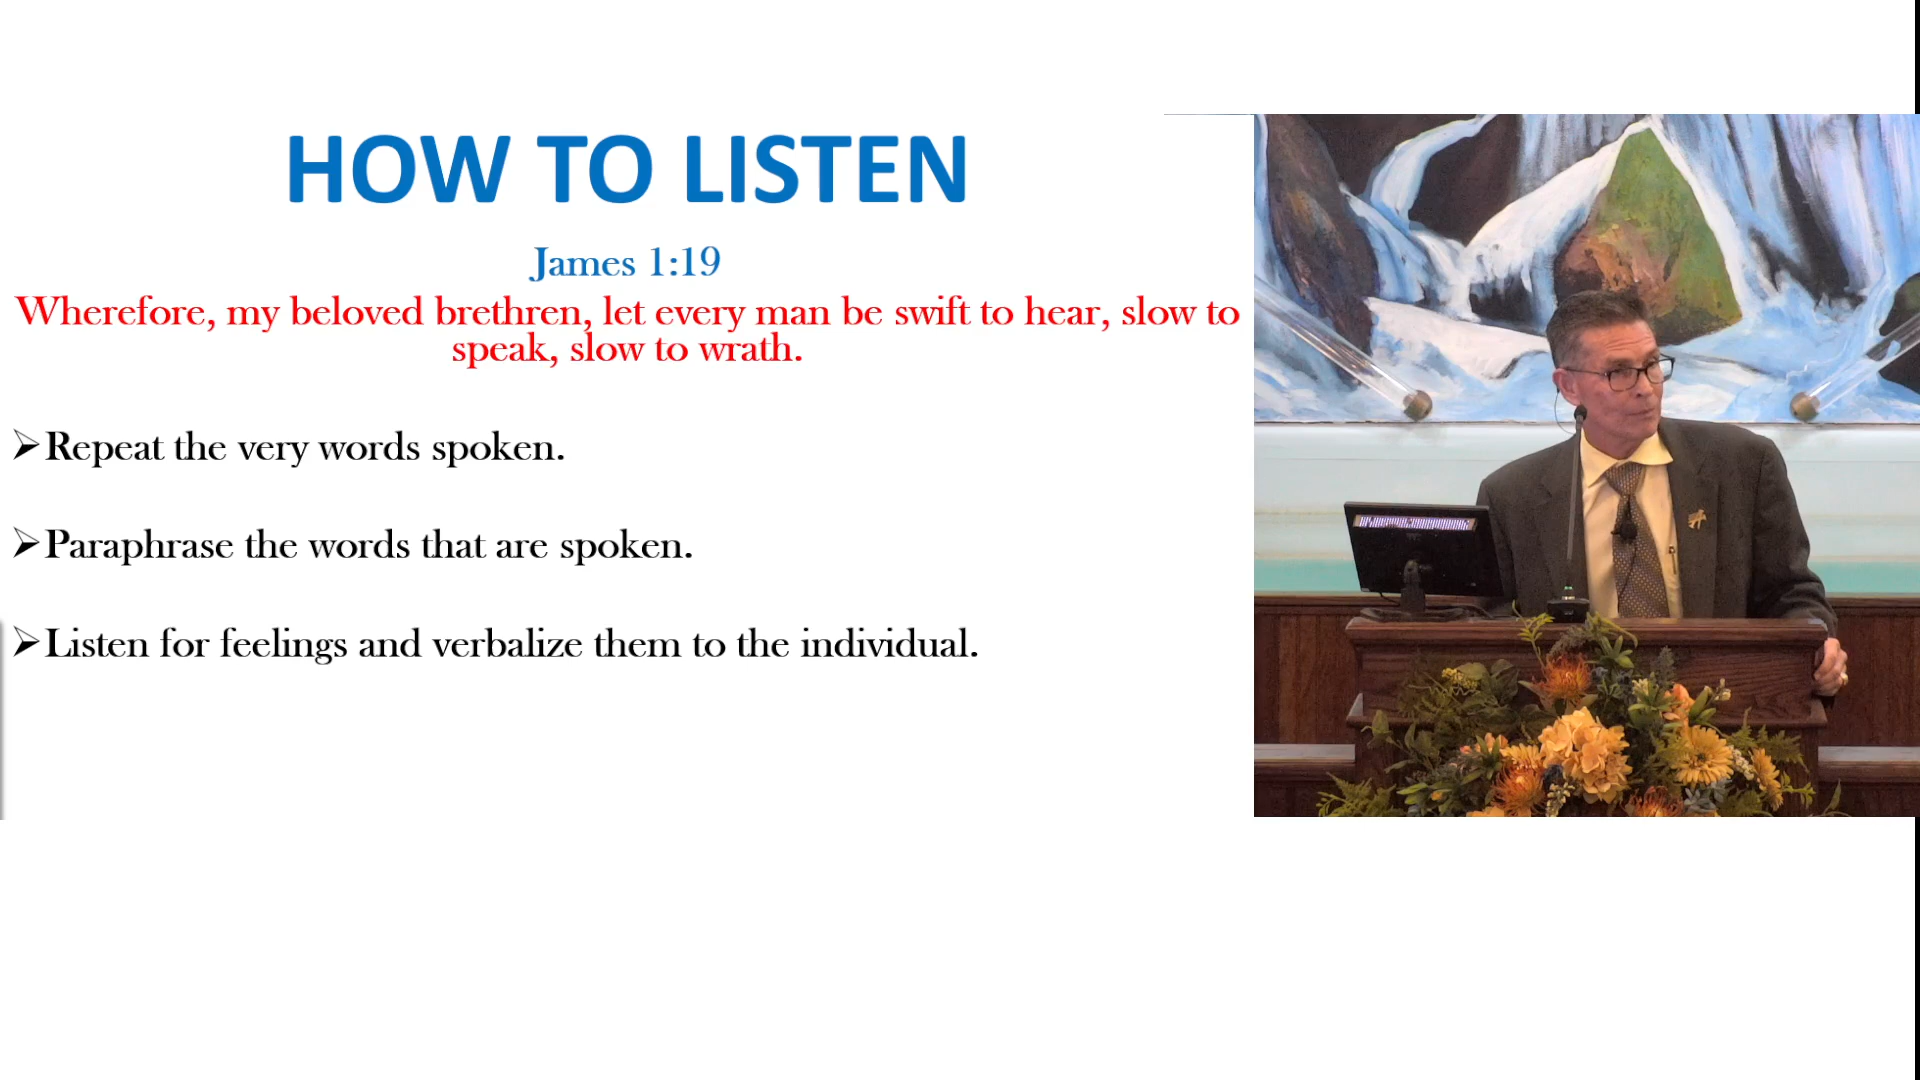 HOW TO LISTEN
James 1:19
Wherefore, my beloved brethren, let every man be swift to hear, slow to
speak, slow to wrath.
➢Repeat the very words spoken.
➢Paraphrase the words that are spoken.
➢Listen for feelings and verbalize them to the individual.